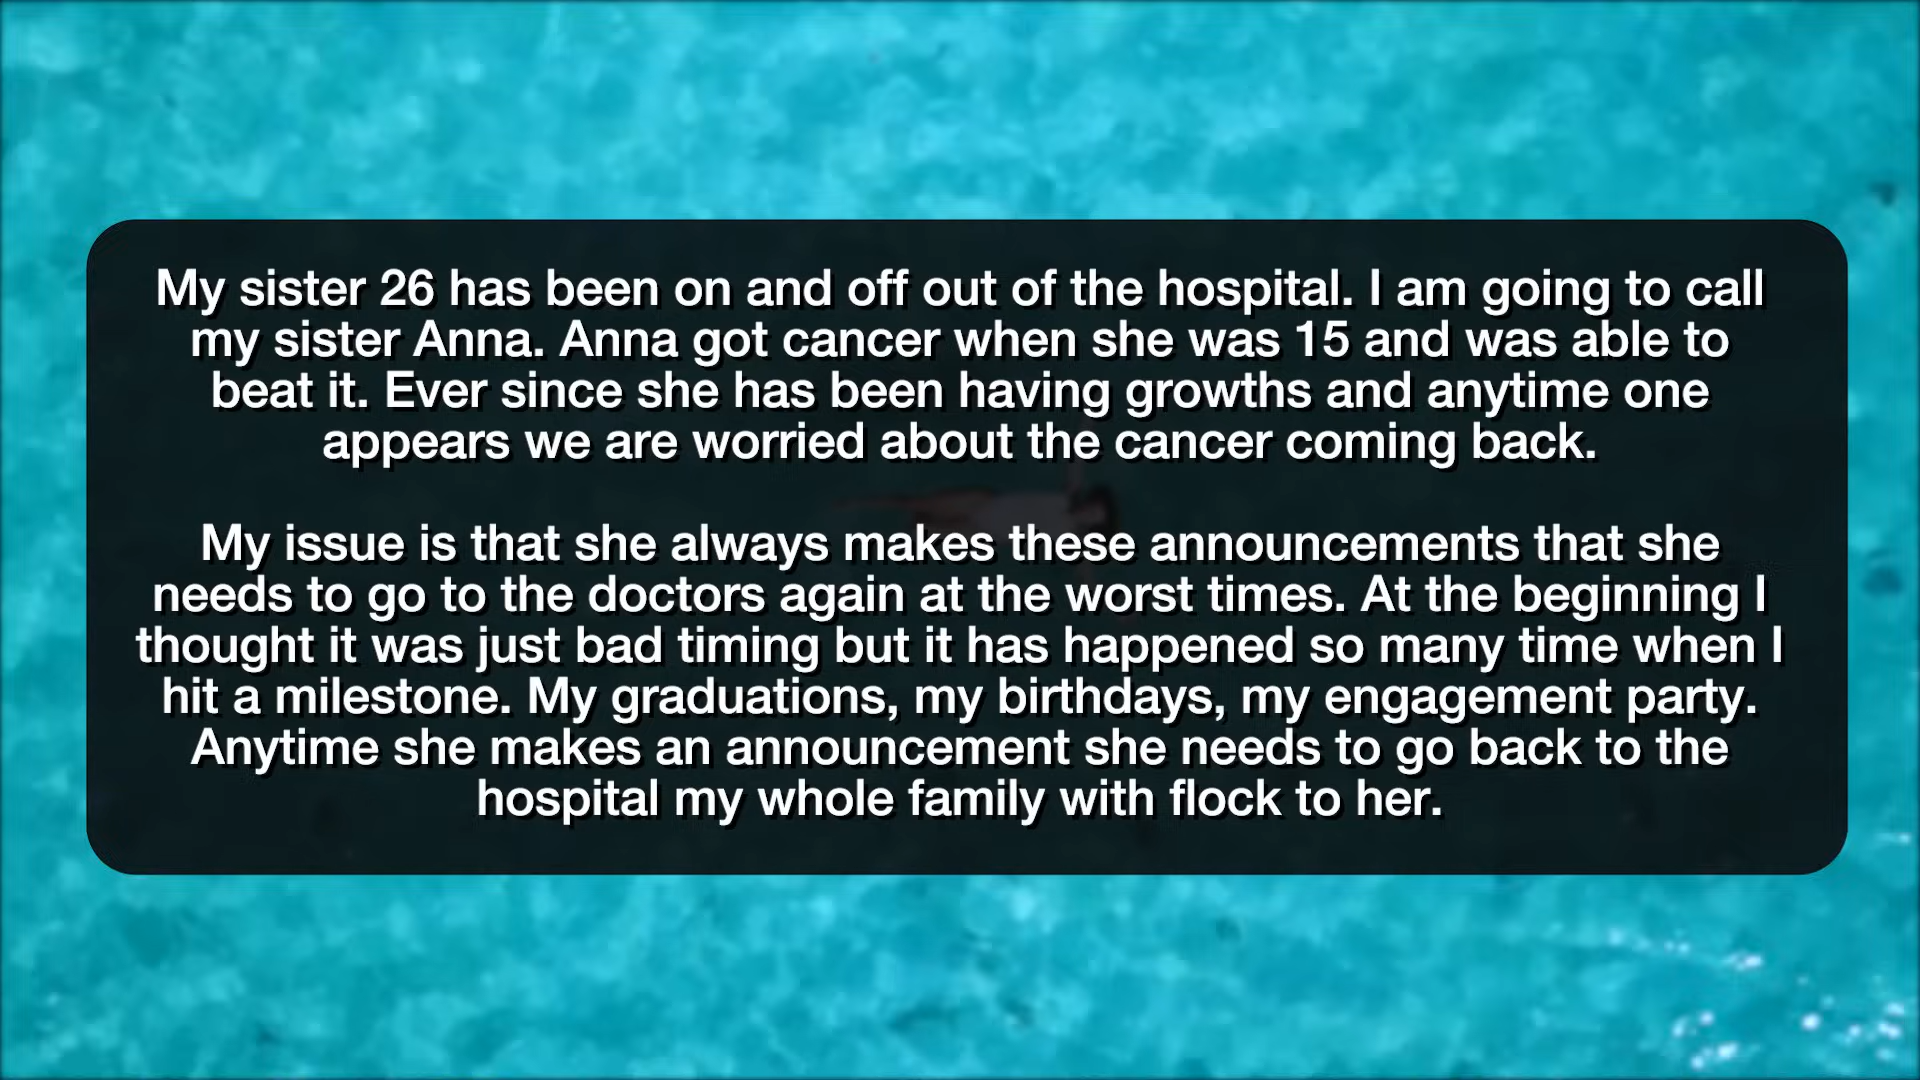 My sister 26 has been on and off out of the hospital. I am going to call
my sister Anna. Anna got cancer when she was 15 and was able to
beat it. Ever since she has been having growths and anytime one
appears we are worried about the cancer coming back.
My issue is that she always makes these announcements that she
needs to go to the doctors again at the worst times. At the beginning I
thought it was just bad timing but it has happened so many time when I
hit a milestone. My graduations, my birthdays, my engagement party.
Anytime she makes an announcement she needs to go back to the
hospital my whole family with flock to her.